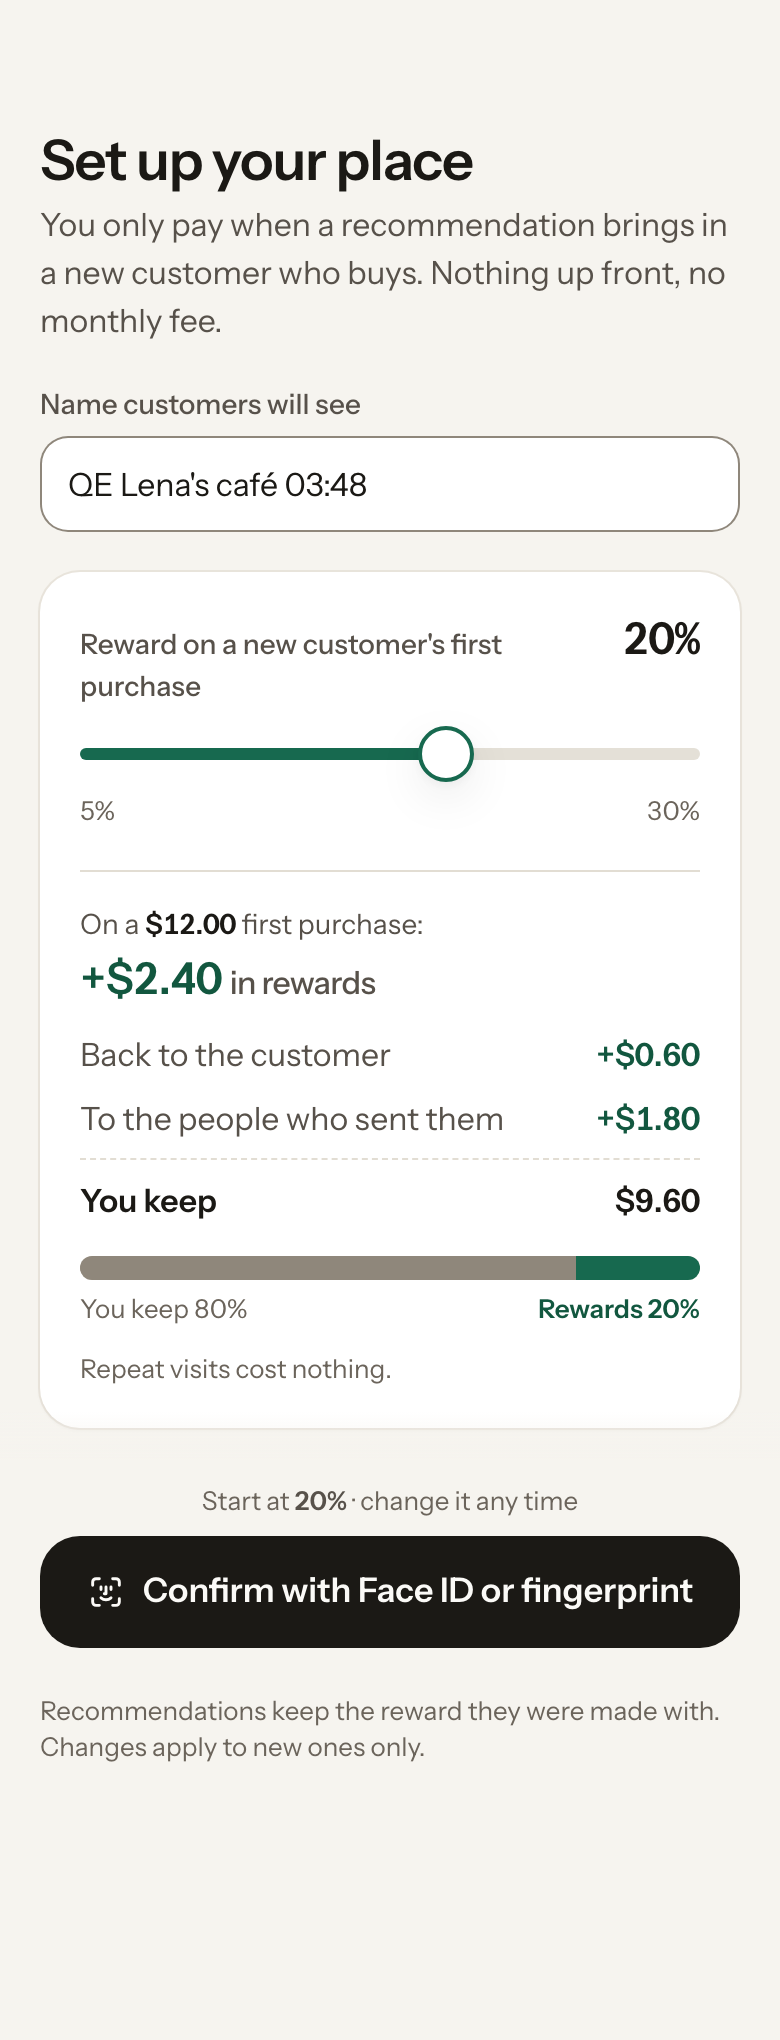 Set up your place
You only pay when a recommendation brings in
a new customer who buys. Nothing up front, no
monthly fee.
Name customers will see
QE Lena's café 03:48
Reward on a new customer's first
purchase
20%
5%
30%
On a $12.00 first purchase:
+$2.40 in rewards
Back to the customer +$0.60
To the people who sent them +$1.80
You keep $9.60
You keep 80% Rewards 20%
Repeat visits cost nothing.
Start at 20% · change it any time
Confirm with Face ID or fingerprint
Recommendations keep the reward they were made with.
Changes apply to new ones only.